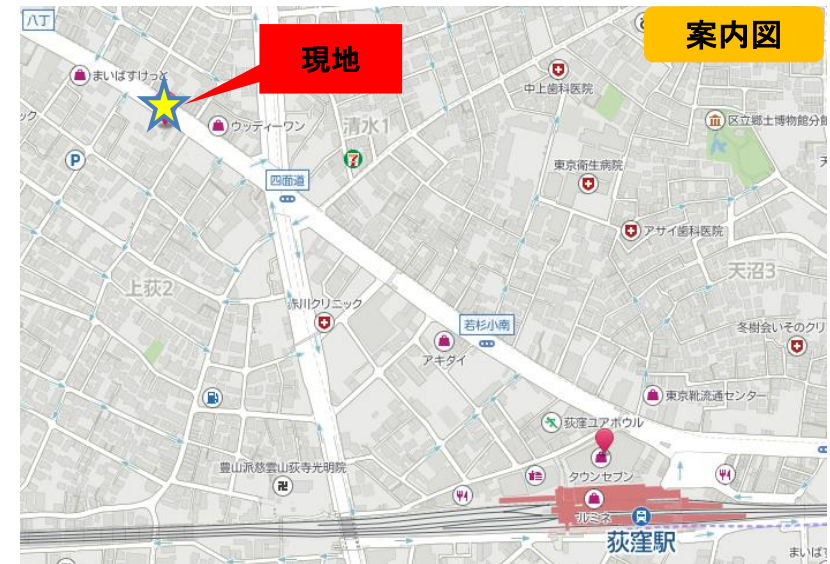 八丁
案内図
現地
まいばすけっと
中上歯科医院
ウッディーワン
清水1
区立郷土博物館分館
P
7
四面道
東京衛生病院
アサイ歯科医院
上荻2
天沼3
赤川クリニック
若杉小南
アキダイ
冬樹会いそのクリ
東京靴流通センター
荻窪ユアボウル
豊山派慈雲山荻寺光明院
タウンセブン
ルミネ
荻窪駅
まいばす